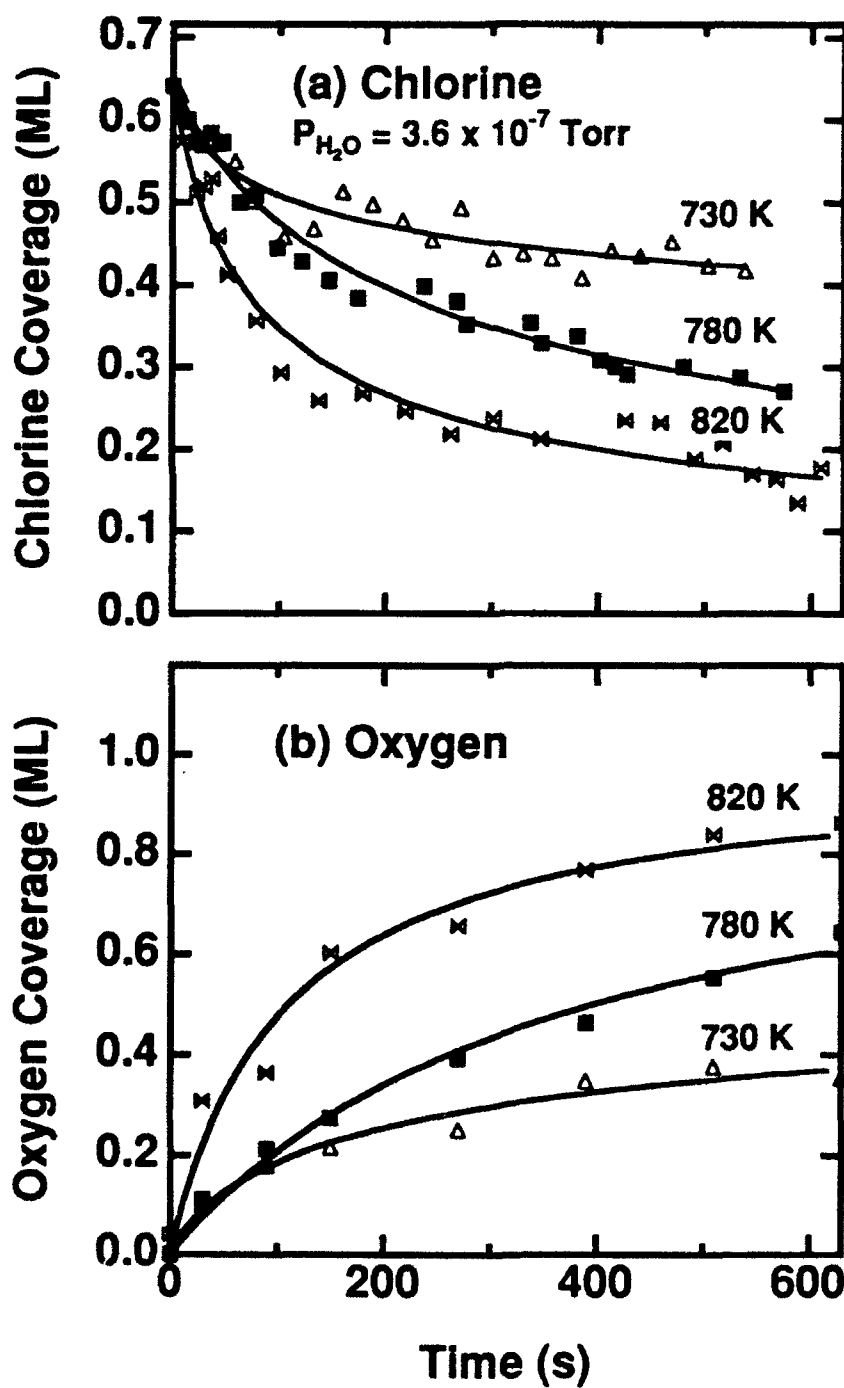 (a) Chlorine
P_H₂O = 3.6 x 10⁻⁷ Torr
Chlorine Coverage (ML)
0.7
0.6
0.5
0.4
0.3
0.2
0.1
0.0
730 K
780 K
820 K
(b) Oxygen
Oxygen Coverage (ML)
1.0
0.8
0.6
0.4
0.2
0.0
820 K
780 K
730 K
0 200 400 600
Time (s)